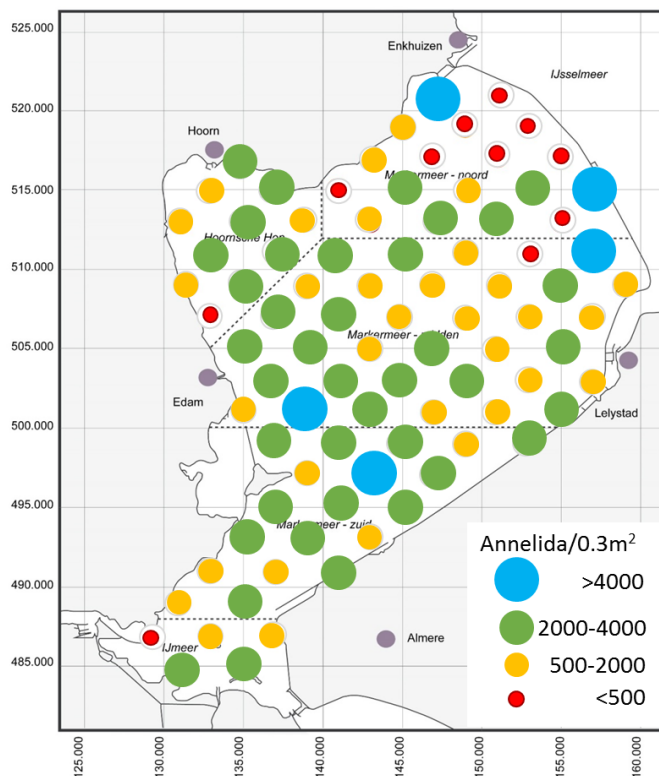 525.000
Enkhuizen
IJsselmeer
520.000
Hoorn
Markermeer - noord
515.000
Hoornsche Hop
510.000
Markermeer - midden
505.000
Edam
Lelystad
500.000
495.000
Markermeer - zuid
490.000
IJmeer
Almere
485.000
Annelida/0.3m²
>4000
2000-4000
500-2000
<500
125.000
130.000
135.000
140.000
145.000
150.000
155.000
160.000